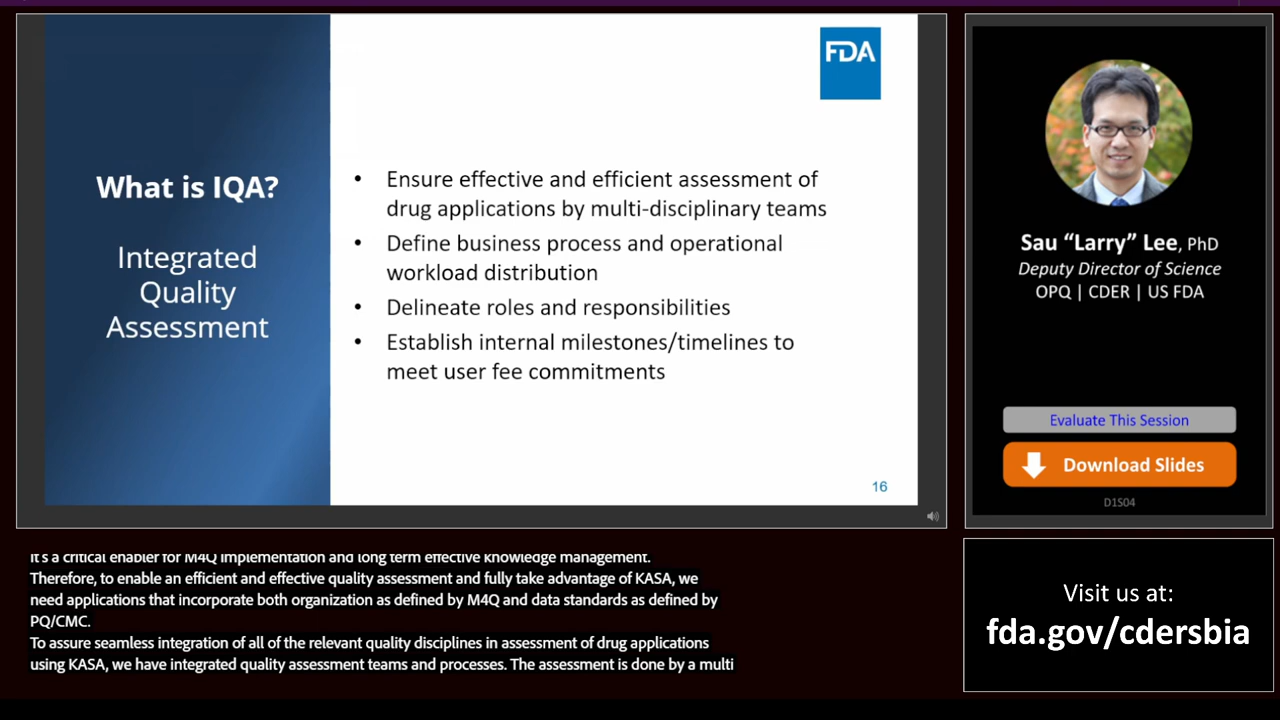 What is IQA?
Integrated
Quality
Assessment
FDA
• Ensure effective and efficient assessment of
drug applications by multi-disciplinary teams
• Define business process and operational
workload distribution
• Delineate roles and responsibilities
• Establish internal milestones/timelines to
meet user fee commitments
16
Sau “Larry” Lee, PhD
Deputy Director of Science
OPQ | CDER | US FDA
Evaluate This Session
Download Slides
D1S04
It's a critical enabler for M4Q implementation and long term effective knowledge management.
Therefore, to enable an efficient and effective quality assessment and fully take advantage of KASA, we
need applications that incorporate both organization as defined by M4Q and data standards as defined by
PQ/CMC.
To assure seamless integration of all of the relevant quality disciplines in assessment of drug applications
using KASA, we have integrated quality assessment teams and processes. The assessment is done by a multi
Visit us at:
fda.gov/cdersbia